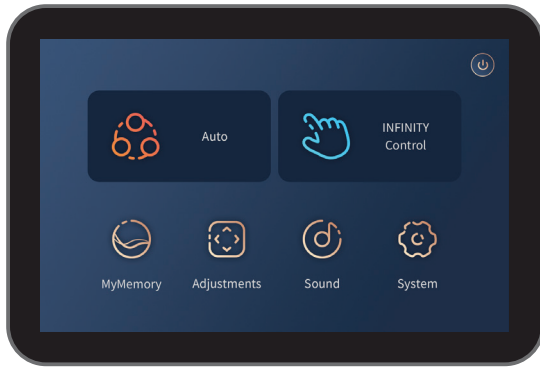 Auto
INFINITY
Control
MyMemory
Adjustments
Sound
System